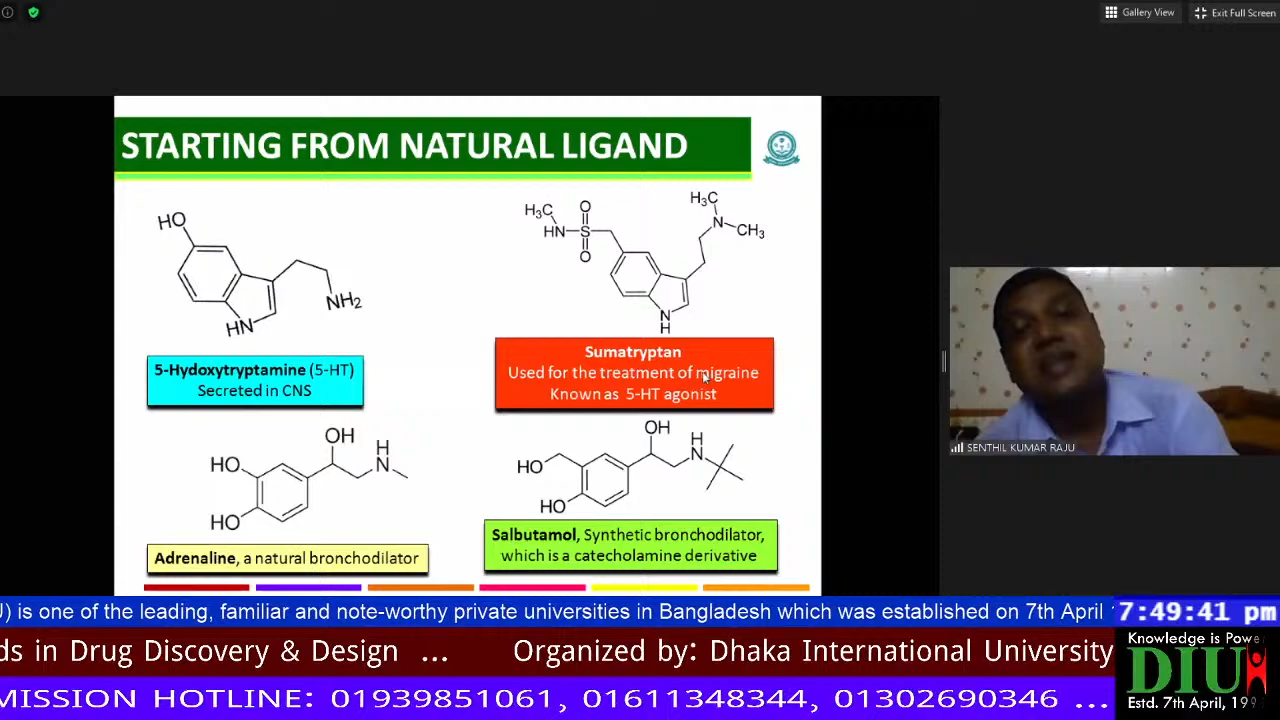 Gallery View
Exit Full Screen
STARTING FROM NATURAL LIGAND
HO
NH2
HN
H3C
HN
S
O
O
H3C
N
CH3
N
H
5-Hydoxytryptamine (5-HT)
Secreted in CNS
Sumatryptan
Used for the treatment of migraine
Known as 5-HT agonist
OH
H
N
HO
HO
OH
H
N
HO
HO
Adrenaline, a natural bronchodilator
Salbutamol, Synthetic bronchodilator,
which is a catecholamine derivative
SENTHIL KUMAR RAJU
U) is one of the leading, familiar and note-worthy private universities in Bangladesh which was established on 7th April
7:49:41 pm
ds in Drug Discovery & Design ... Organized by: Dhaka International University
MISSION HOTLINE: 01939851061, 01611348344, 01302690346 ...
Knowledge is Powe
DIU
Estd. 7th April, 199